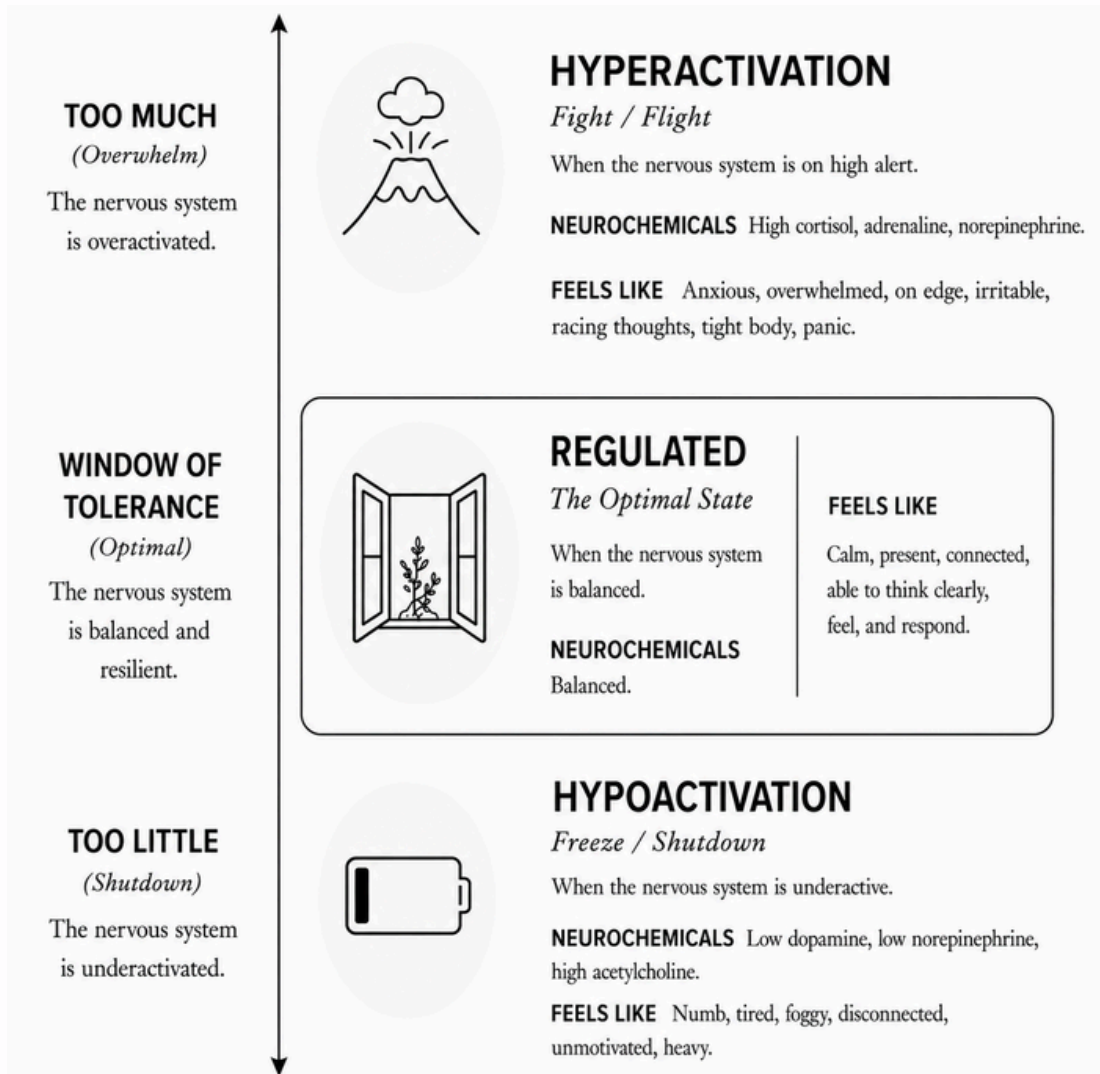 TOO MUCH
(Overwhelm)
The nervous system
is overactivated.
HYPERACTIVATION
Fight / Flight
When the nervous system is on high alert.
NEUROCHEMICALS High cortisol, adrenaline, norepinephrine.
FEELS LIKE Anxious, overwhelmed, on edge, irritable,
racing thoughts, tight body, panic.
WINDOW OF
TOLERANCE
(Optimal)
The nervous system
is balanced and
resilient.
REGULATED
The Optimal State
When the nervous system
is balanced.
NEUROCHEMICALS
Balanced.
FEELS LIKE
Calm, present, connected,
able to think clearly,
feel, and respond.
TOO LITTLE
(Shutdown)
The nervous system
is underactivated.
HYPOACTIVATION
Freeze / Shutdown
When the nervous system is underactive.
NEUROCHEMICALS Low dopamine, low norepinephrine,
high acetylcholine.
FEELS LIKE Numb, tired, foggy, disconnected,
unmotivated, heavy.